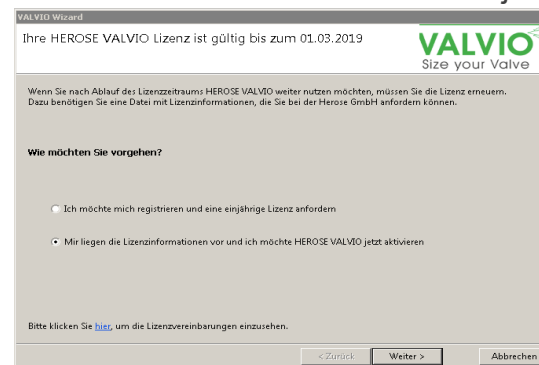 VALVIO Wizard
Ihre HEROSE VALVIO Lizenz ist gültig bis zum 01.03.2019
VALVIO
Size your Valve
Wenn Sie nach Ablauf des Lizenzzeitraums HEROSE VALVIO weiter nutzen möchten, müssen Sie die Lizenz erneuern.
Dazu benötigen Sie eine Datei mit Lizenzinformationen, die Sie bei der Herose GmbH anfordern können.
Wie möchten Sie vorgehen?
Ich möchte mich registrieren und eine einjährige Lizenz anfordern
Mir liegen die Lizenzinformationen vor und ich möchte HEROSE VALVIO jetzt aktivieren
Bitte klicken Sie hier, um die Lizenzvereinbarungen einzusehen.
< Zurück
Weiter >
Abbrechen